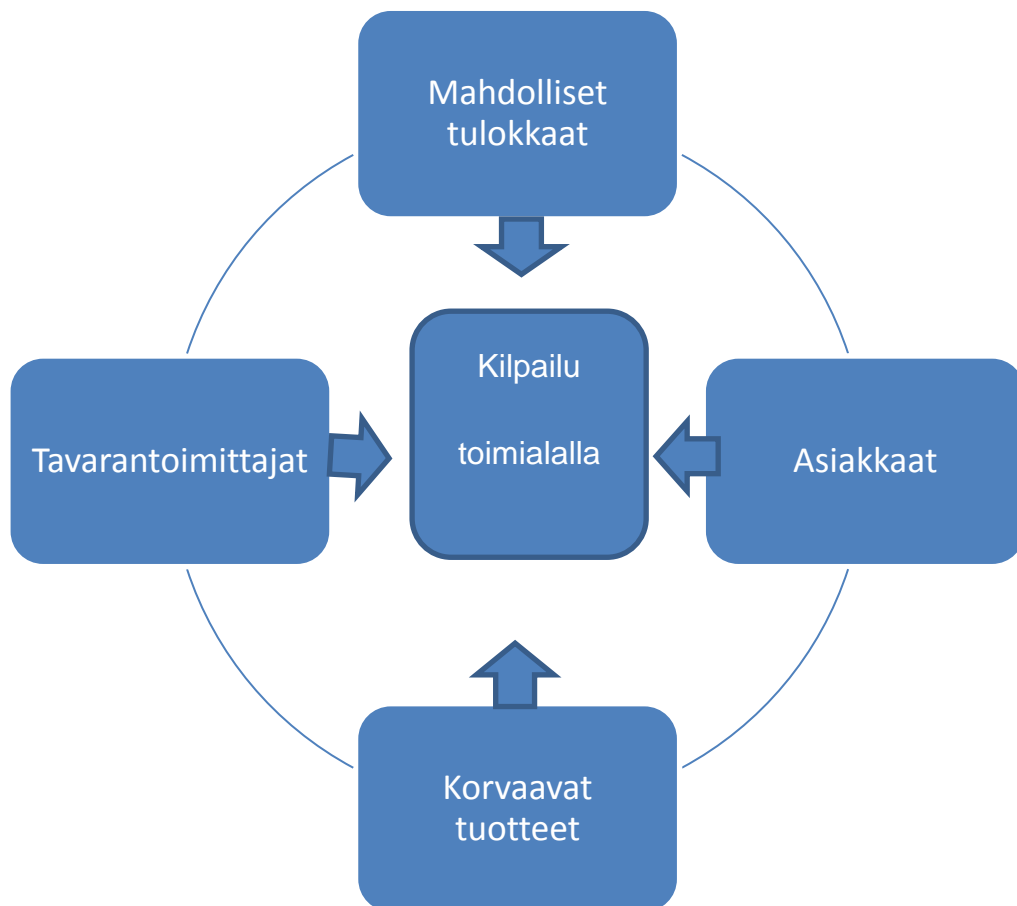 Mahdolliset
tulokkaat
Kilpailu
toimialalla
Tavarantoimittajat
Asiakkaat
Korvaavat
tuotteet